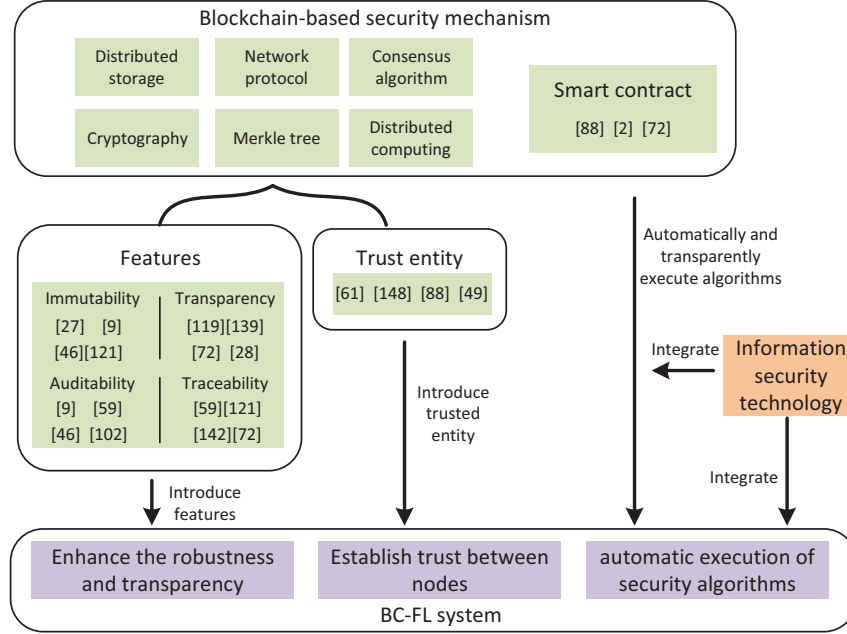 Blockchain-based security mechanism
Distributed
storage
Network
protocol
Consensus
algorithm
Cryptography
Merkle tree
Distributed
computing
Smart contract
[88] [2] [72]
Features
Immutability
[27] [9]
[46][121]
Transparency
[119][139]
[72] [28]
Auditability
[9] [59]
[46] [102]
Traceability
[59][121]
[142][72]
Trust entity
[61] [148] [88] [49]
Automatically and
transparently
execute algorithms
Integrate
Information
security
technology
Introduce
trusted
entity
Integrate
Introduce
features
Enhance the robustness
and transparency
Establish trust between
nodes
automatic execution of
security algorithms
BC-FL system